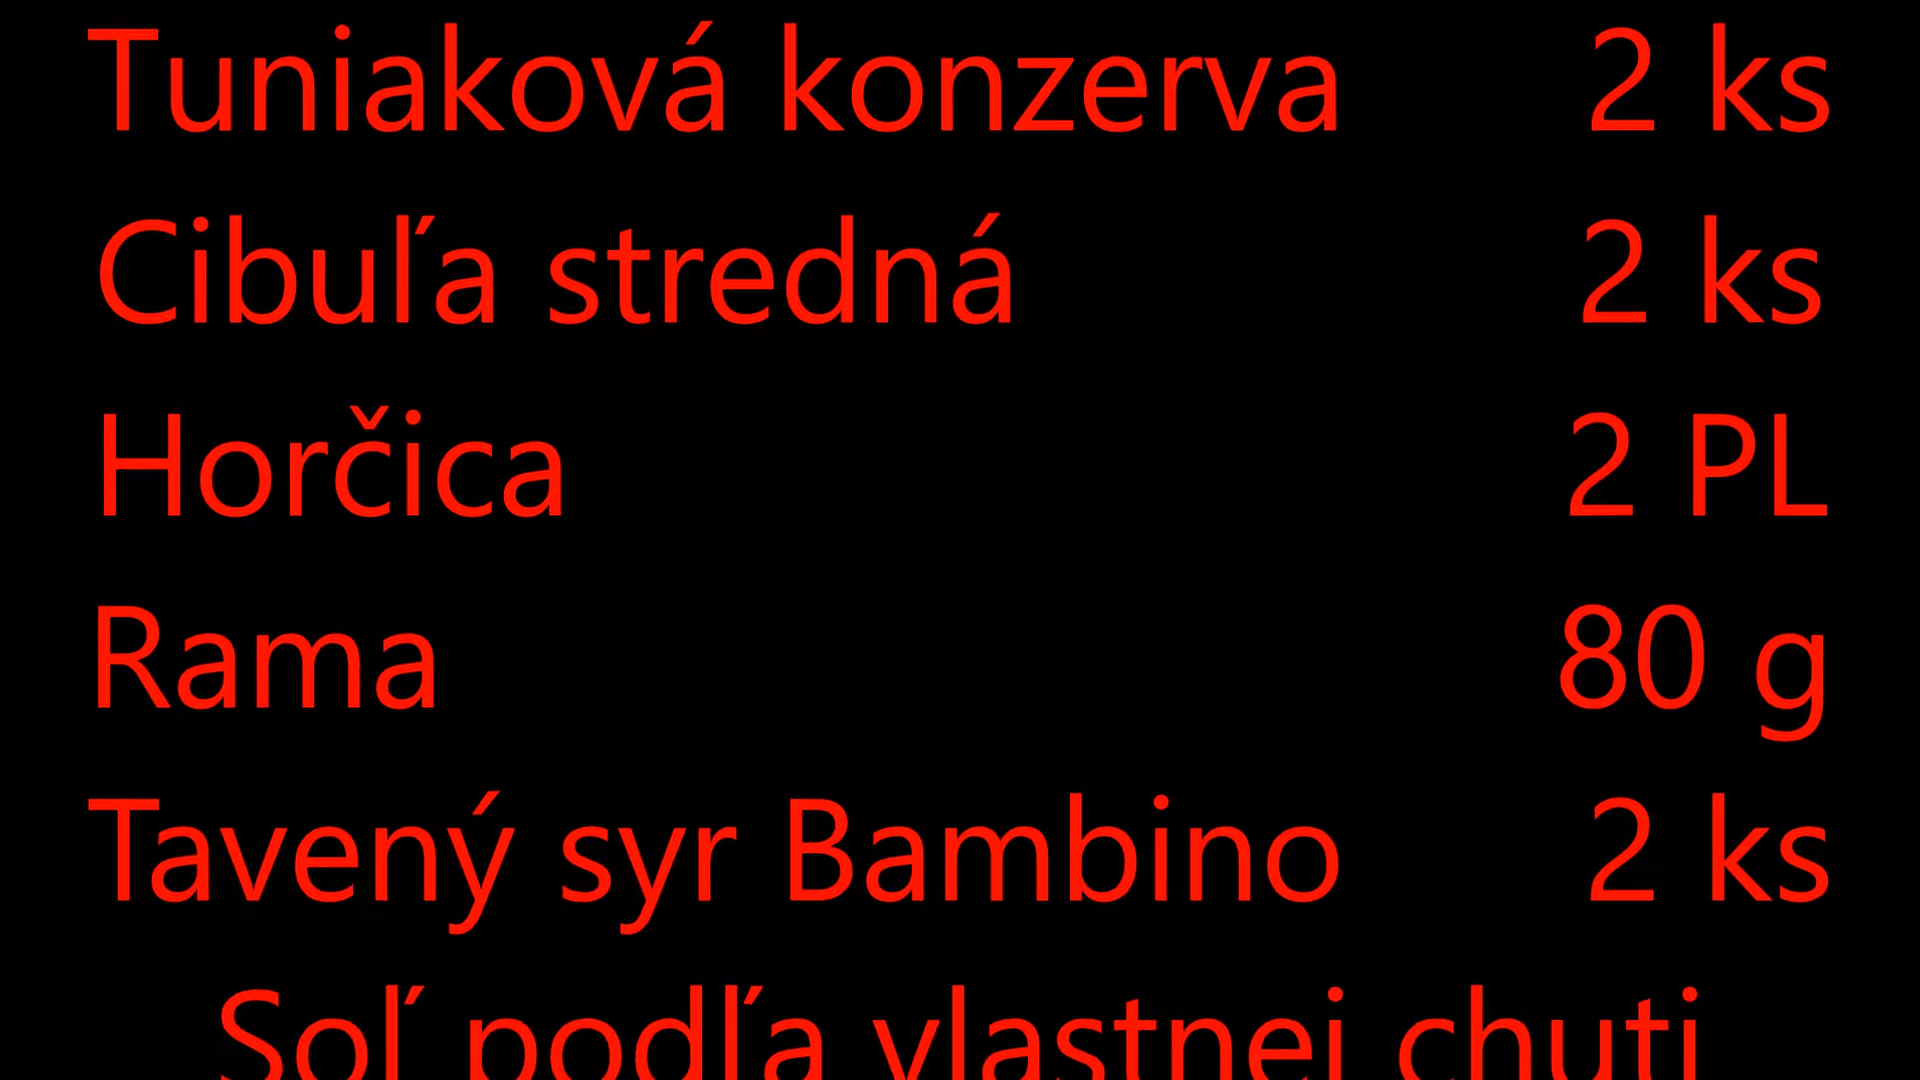 Tuniaková konzerva 2 ks
Cibuľa stredná 2 ks
Horčica 2 PL
Rama 80 g
Tavený syr Bambino 2 ks
Soľ podľa vlastnej chuti